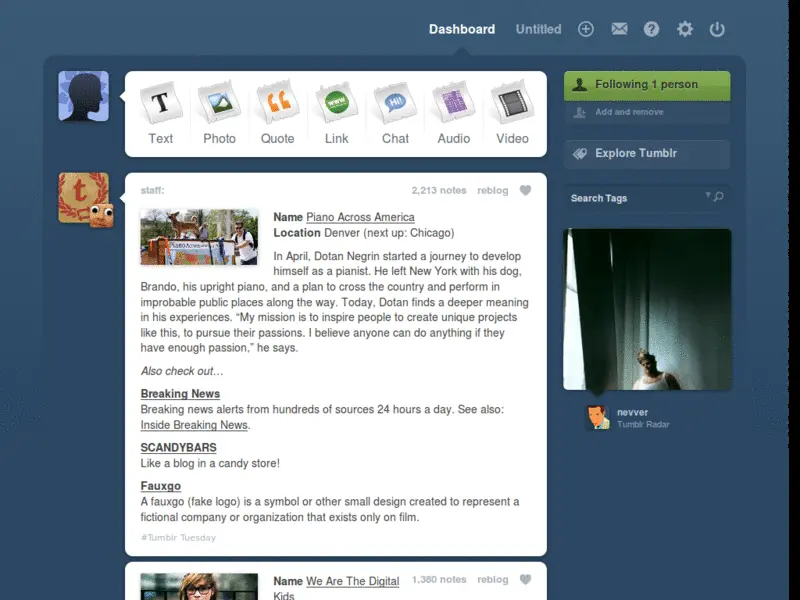 Dashboard Untitled
Text Photo Quote Link Chat Audio Video
Following 1 person
Add and remove
Explore Tumblr
Search Tags
staff: 2,213 notes reblog
Name Piano Across America
Location Denver (next up: Chicago)
In April, Dotan Negrin started a journey to develop
himself as a pianist. He left New York with his dog,
Brando, his upright piano, and a plan to cross the country and perform in
improbable public places along the way. Today, Dotan finds a deeper meaning
in his experiences. “My mission is to inspire people to create unique projects
like this, to pursue their passions. I believe anyone can do anything if they
have enough passion,” he says.
Also check out…
Breaking News
Breaking news alerts from hundreds of sources 24 hours a day. See also:
Inside Breaking News.
SCANDYBARS
Like a blog in a candy store!
Fauxgo
A fauxgo (fake logo) is a symbol or other small design created to represent a
fictional company or organization that exists only on film.
#Tumblr Tuesday
nevver
Tumblr Radar
Name We Are The Digital
Kids
1,380 notes reblog